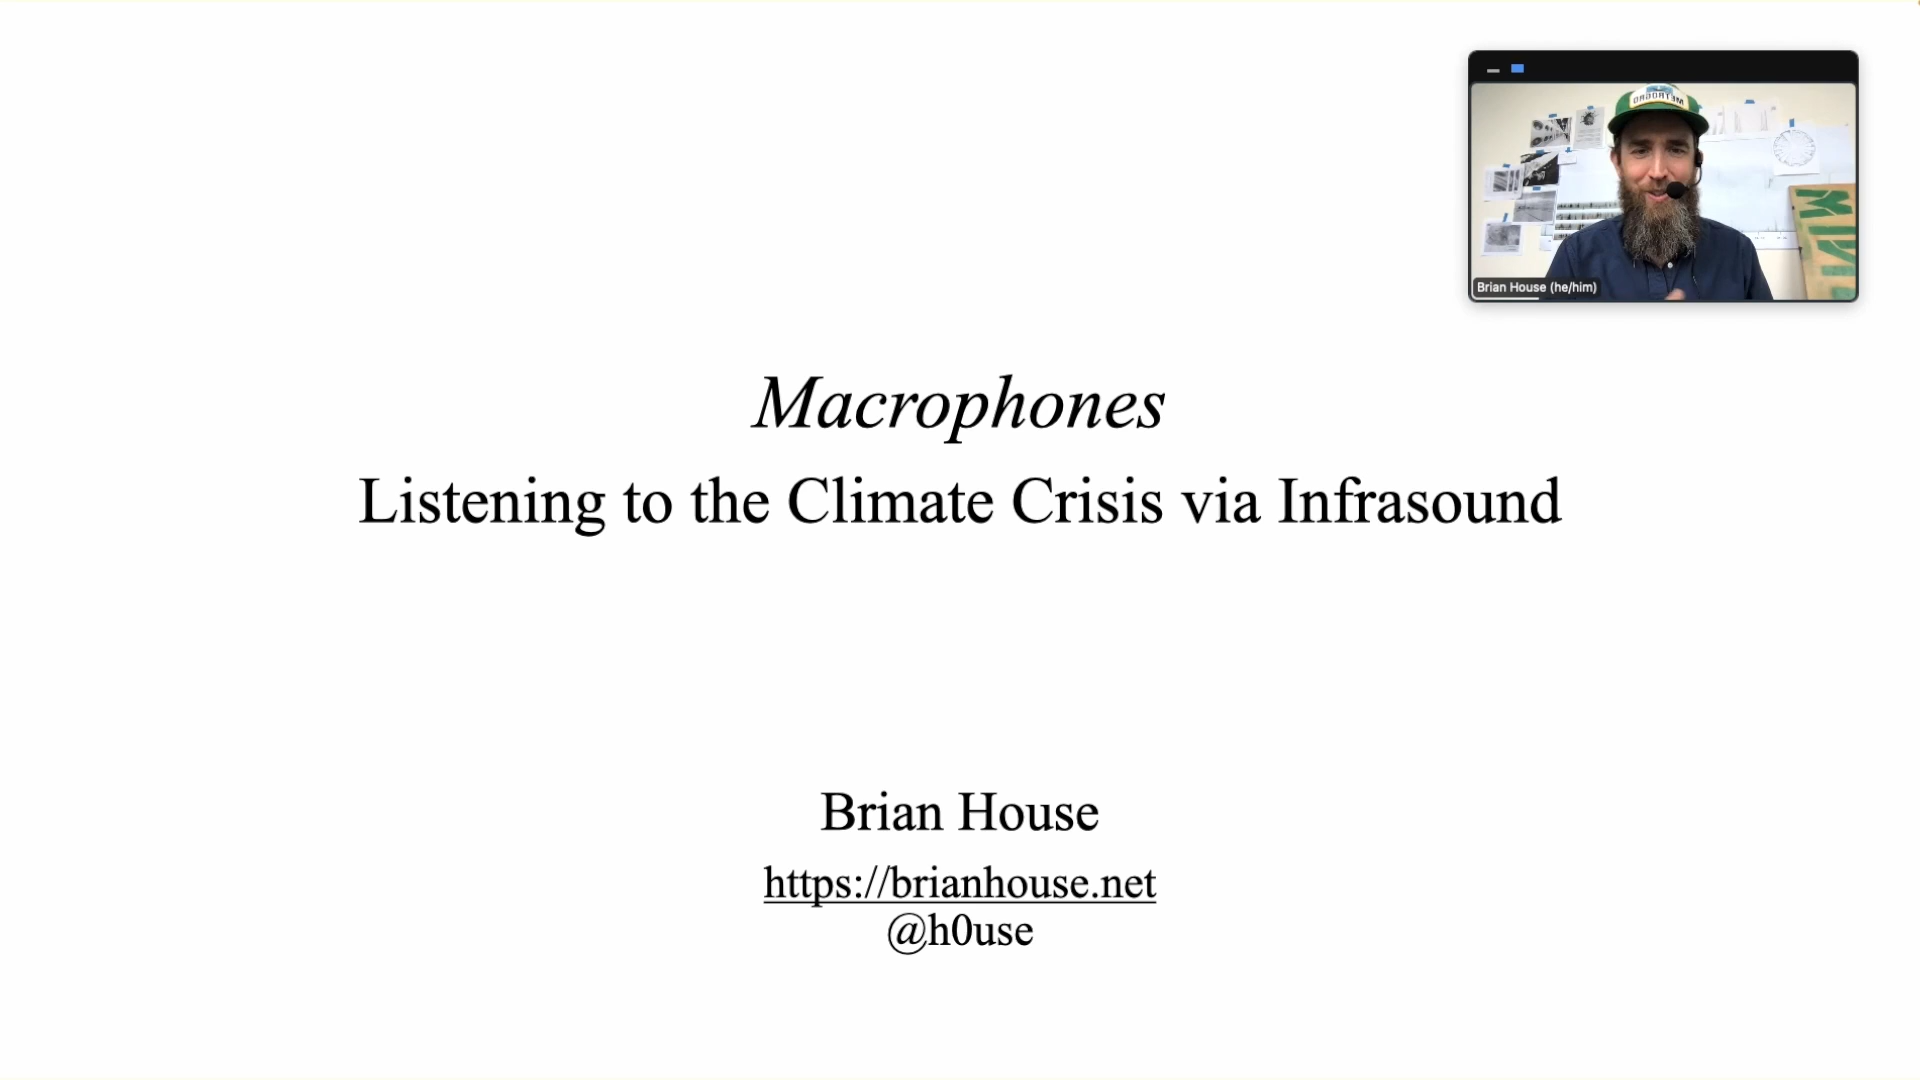 Macrophones
Listening to the Climate Crisis via Infrasound
Brian House
https://brianhouse.net
@h0use
Brian House (he/him)